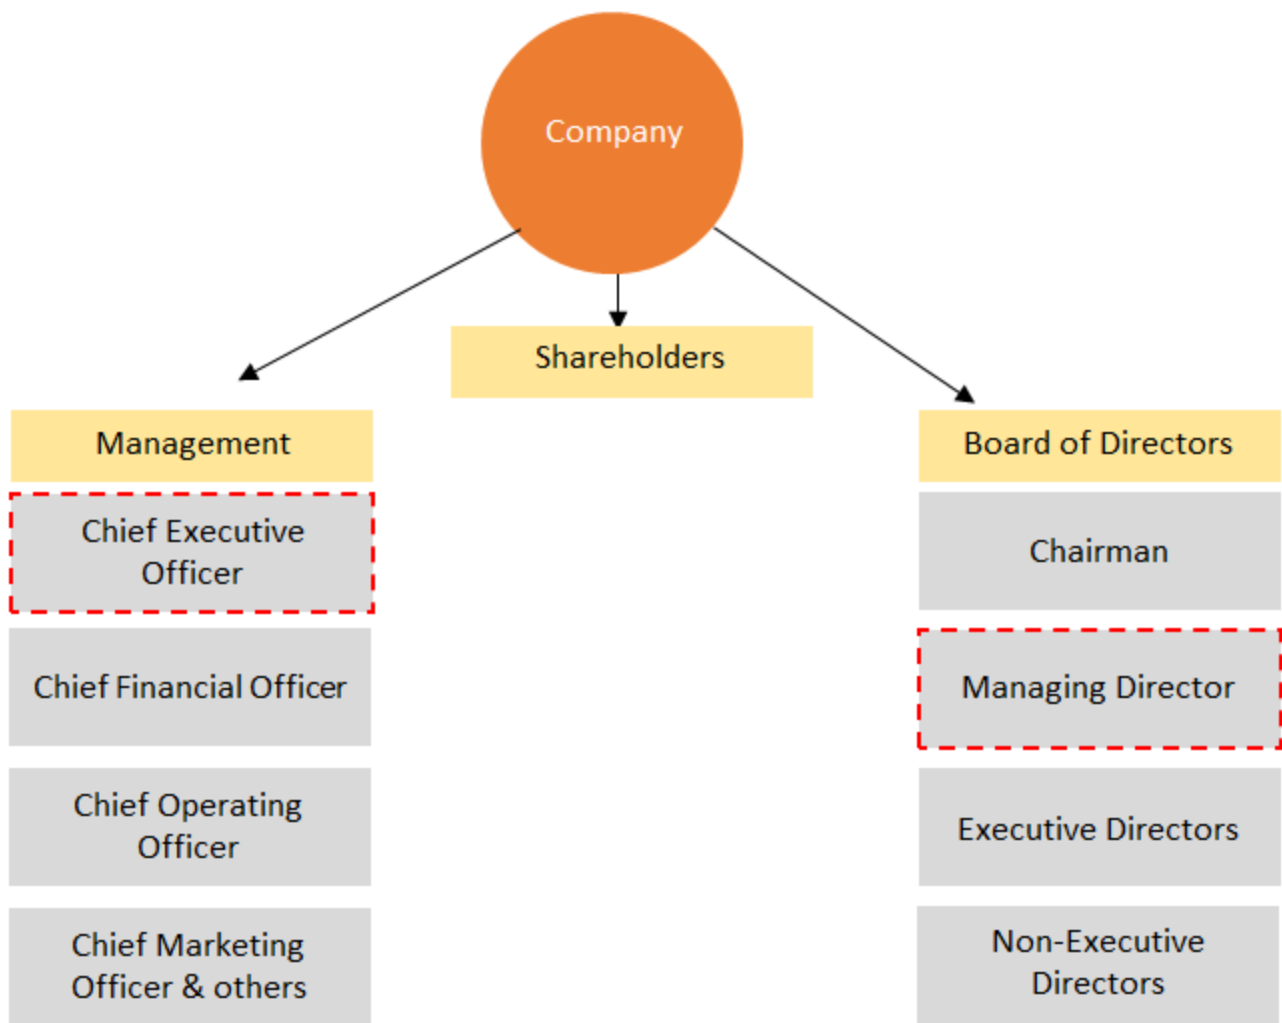 Company
Shareholders
Management
Chief Executive
Officer
Chief Financial Officer
Chief Operating
Officer
Chief Marketing
Officer & others
Board of Directors
Chairman
Managing Director
Executive Directors
Non-Executive
Directors